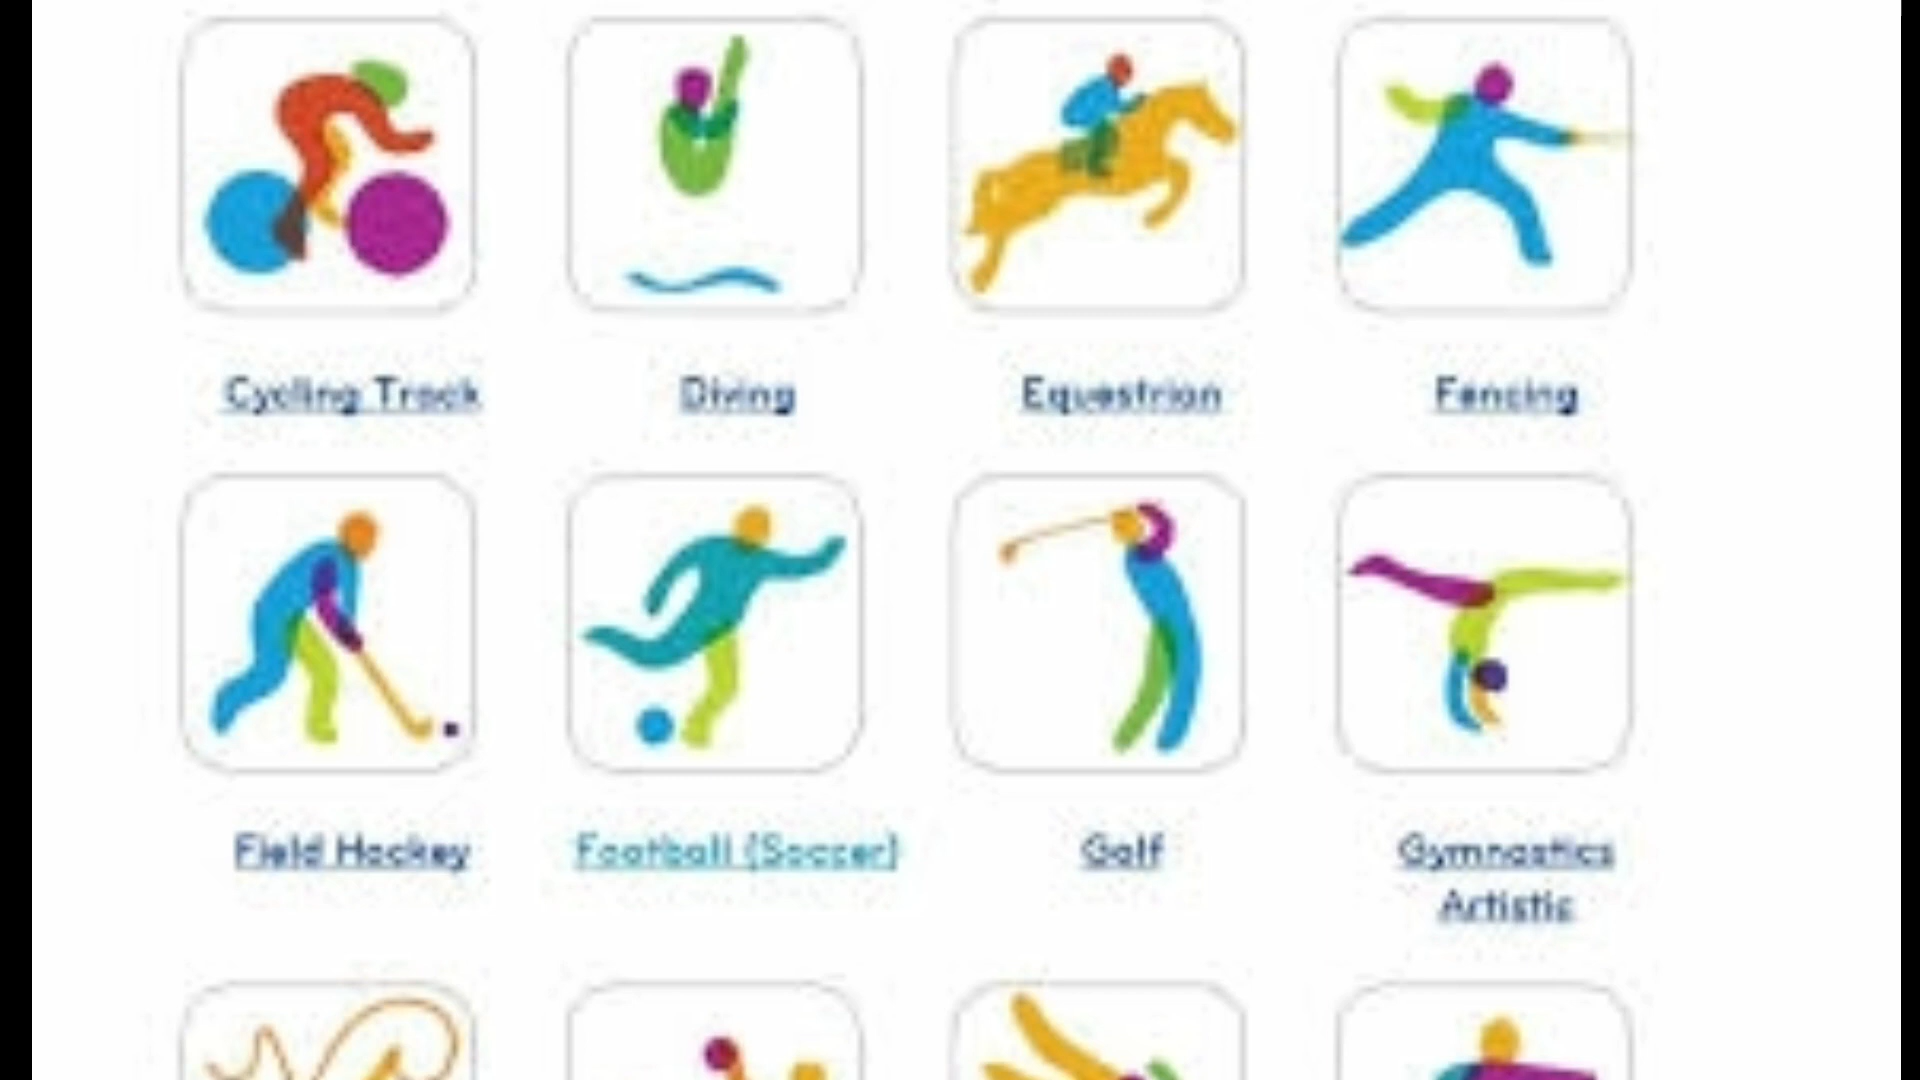 Cycling Track
Diving
Equestrian
Fencing
Field Hockey
Football (Soccer)
Golf
Gymnastics
Artistic